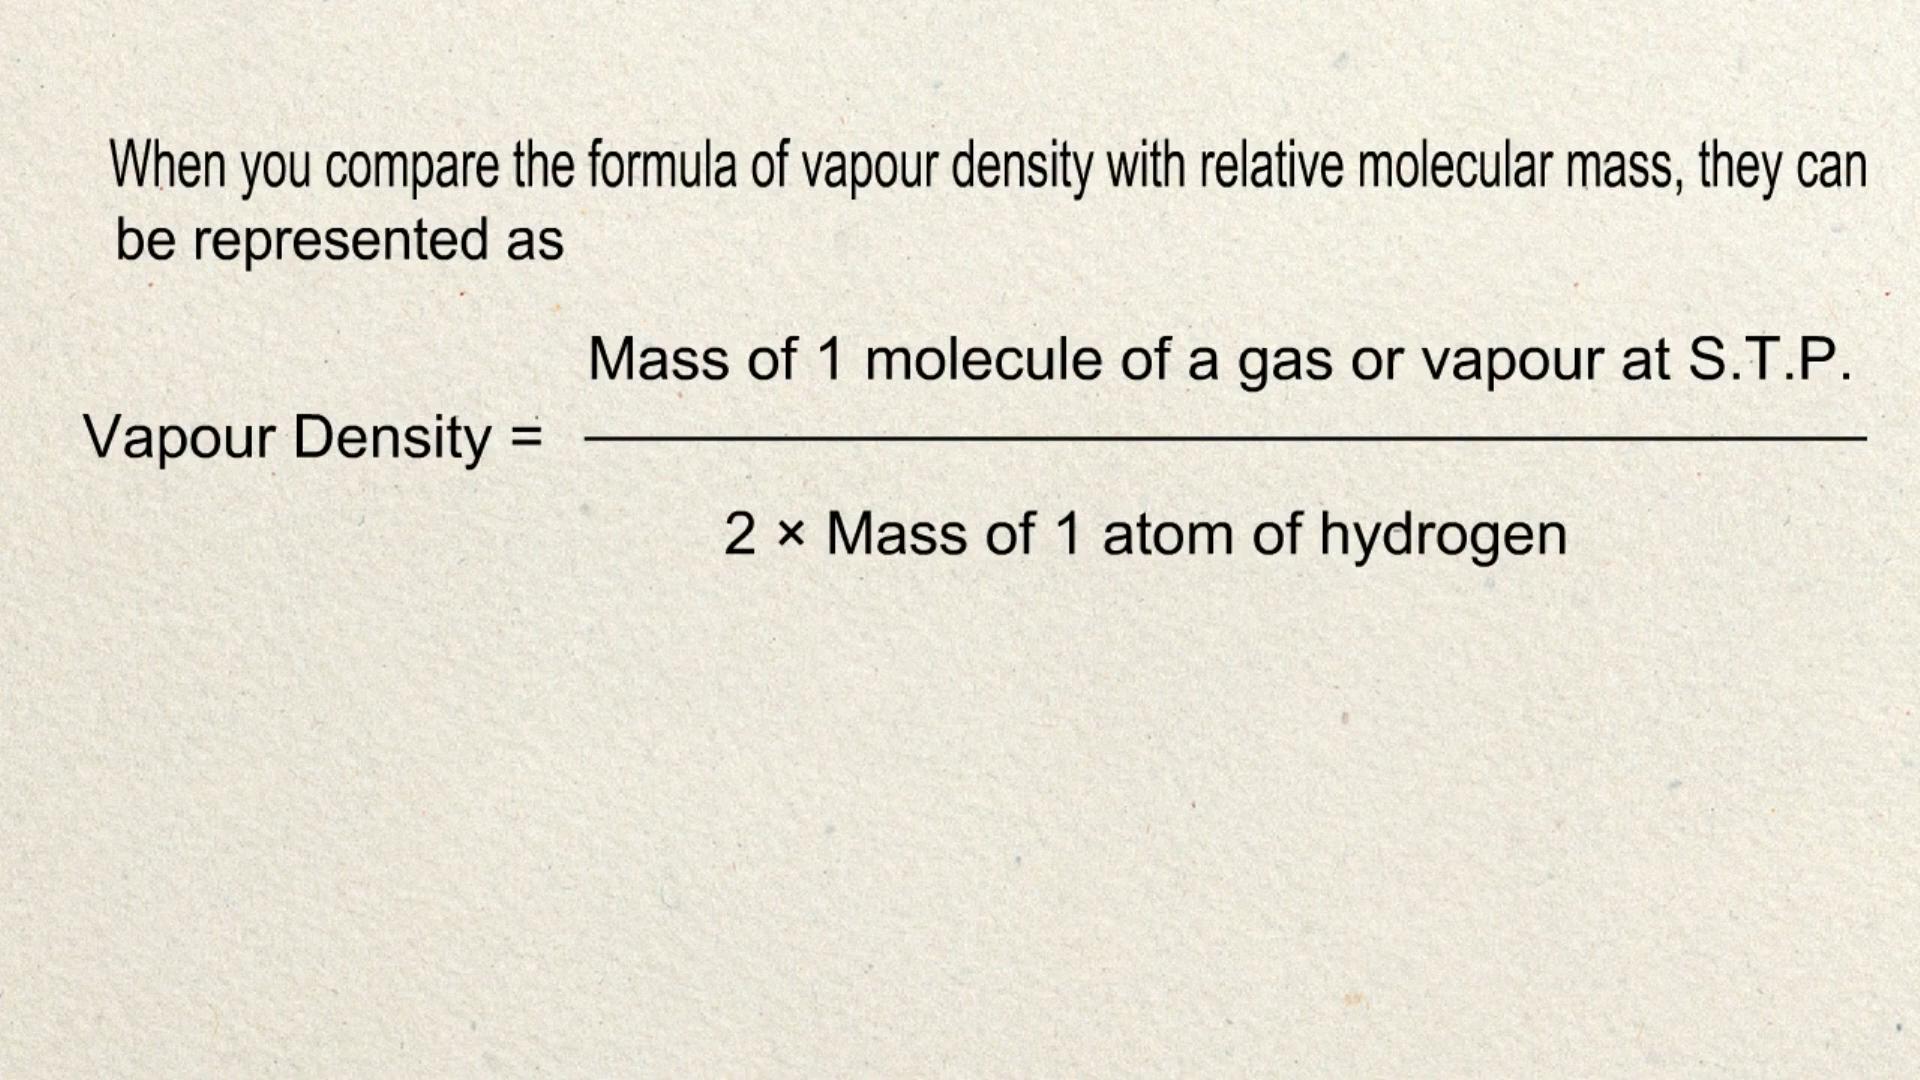 When you compare the formula of vapour density with relative molecular mass, they can
be represented as
Mass of 1 molecule of a gas or vapour at S.T.P.
Vapour Density =
2 × Mass of 1 atom of hydrogen